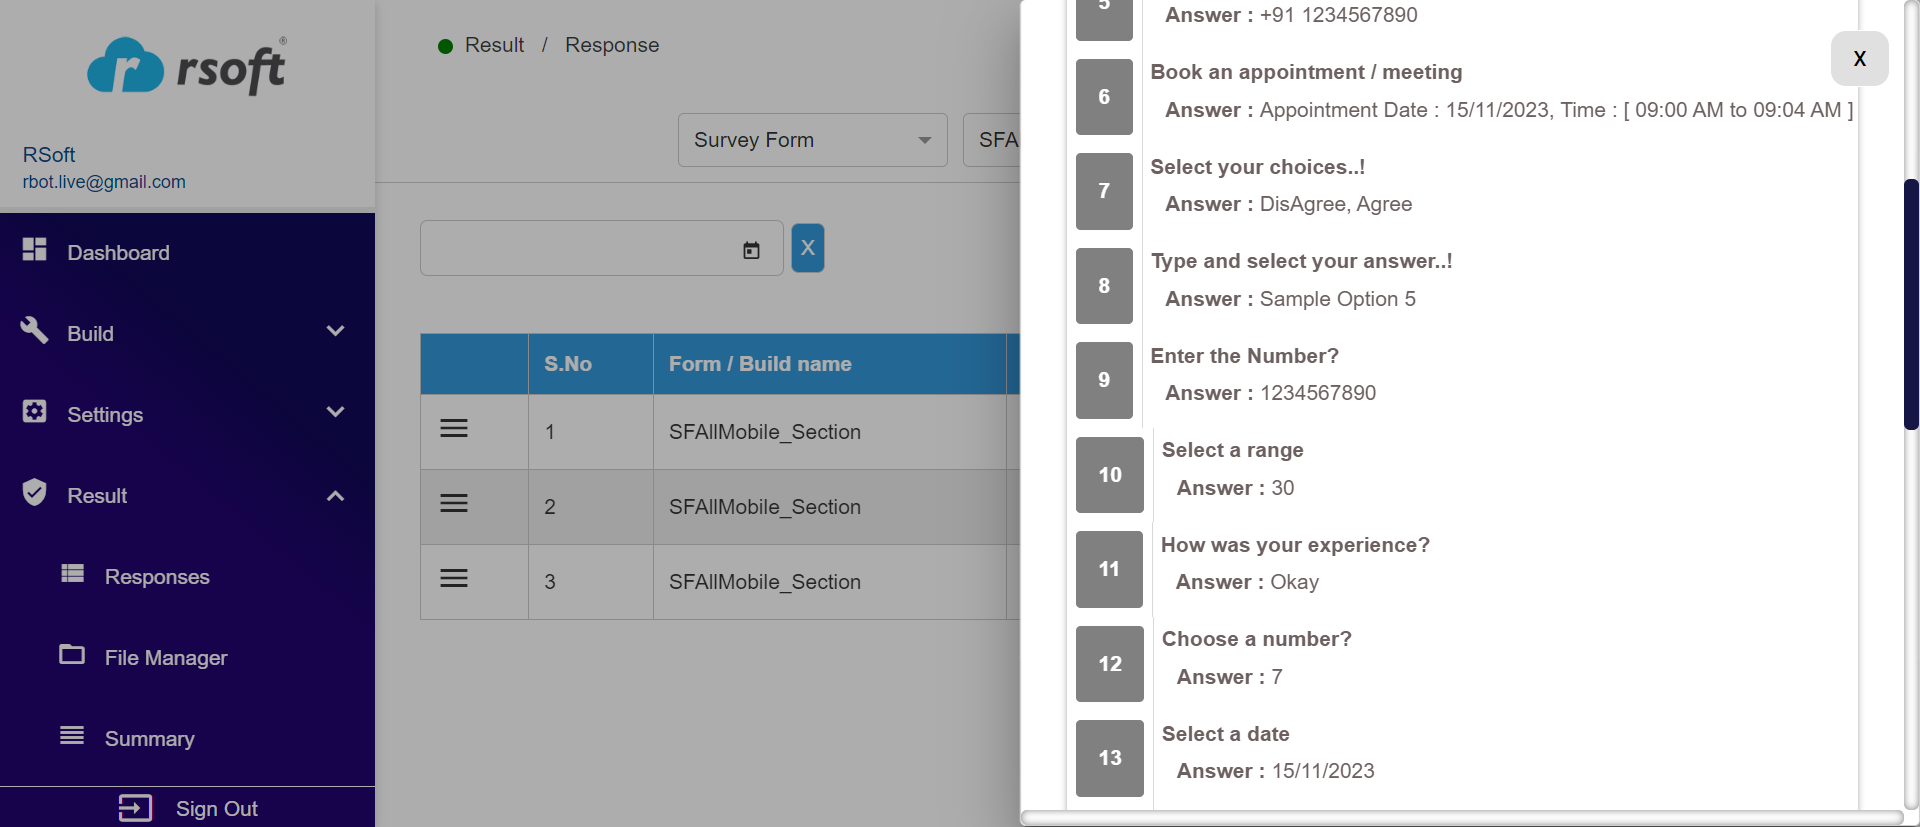 rsoft®
RSoft
rbot.live@gmail.com
Dashboard
Build
Settings
Result
Responses
File Manager
Summary
Sign Out
Result / Response
Survey Form
SFA
X
S.No Form / Build name
1 SFAllMobile_Section
2 SFAllMobile_Section
3 SFAllMobile_Section
X
5
Answer : +91 1234567890
6 Book an appointment / meeting
Answer : Appointment Date : 15/11/2023, Time : [ 09:00 AM to 09:04 AM ]
7 Select your choices..!
Answer : DisAgree, Agree
8 Type and select your answer..!
Answer : Sample Option 5
9 Enter the Number?
Answer : 1234567890
10 Select a range
Answer : 30
11 How was your experience?
Answer : Okay
12 Choose a number?
Answer : 7
13 Select a date
Answer : 15/11/2023